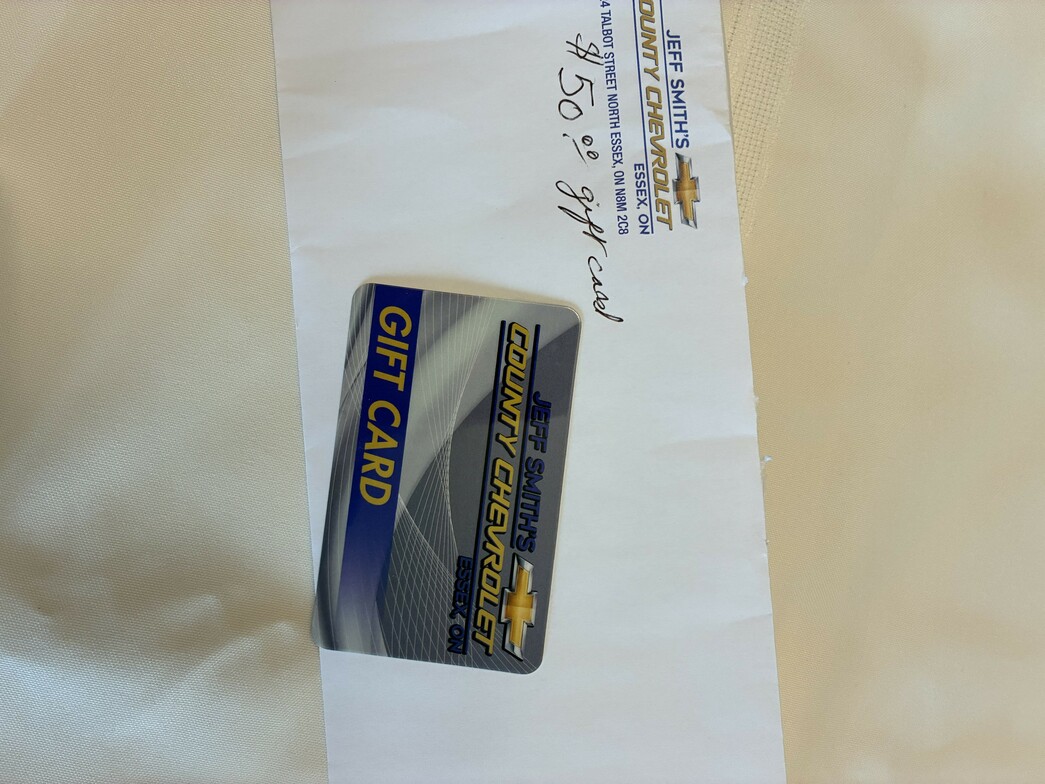 JEFF SMITH'S
COUNTY CHEVROLET
ESSEX, ON
4 TALBOT STREET NORTH ESSEX, ON N8M 2C8
$50.00 gift card
JEFF SMITH'S
COUNTY CHEVROLET
ESSEX, ON
GIFT CARD